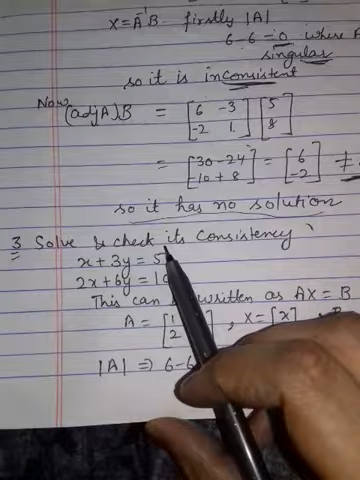 X = A⁻¹B firstly |A|
6-6 = 0 where A
singular
so it is inconsistent
Now, (adjA)B = [6 -3] [5]
[-2 1] [8]
= [30-24] = [6] ≠
[-10+8] [-2]
so it has no solution
3 Solve & check its consistency
x + 3y = 5
2x + 6y = 1
This can written as AX = B
A = [1 , X = [x] , B
[2
|A| ⇒ 6-6